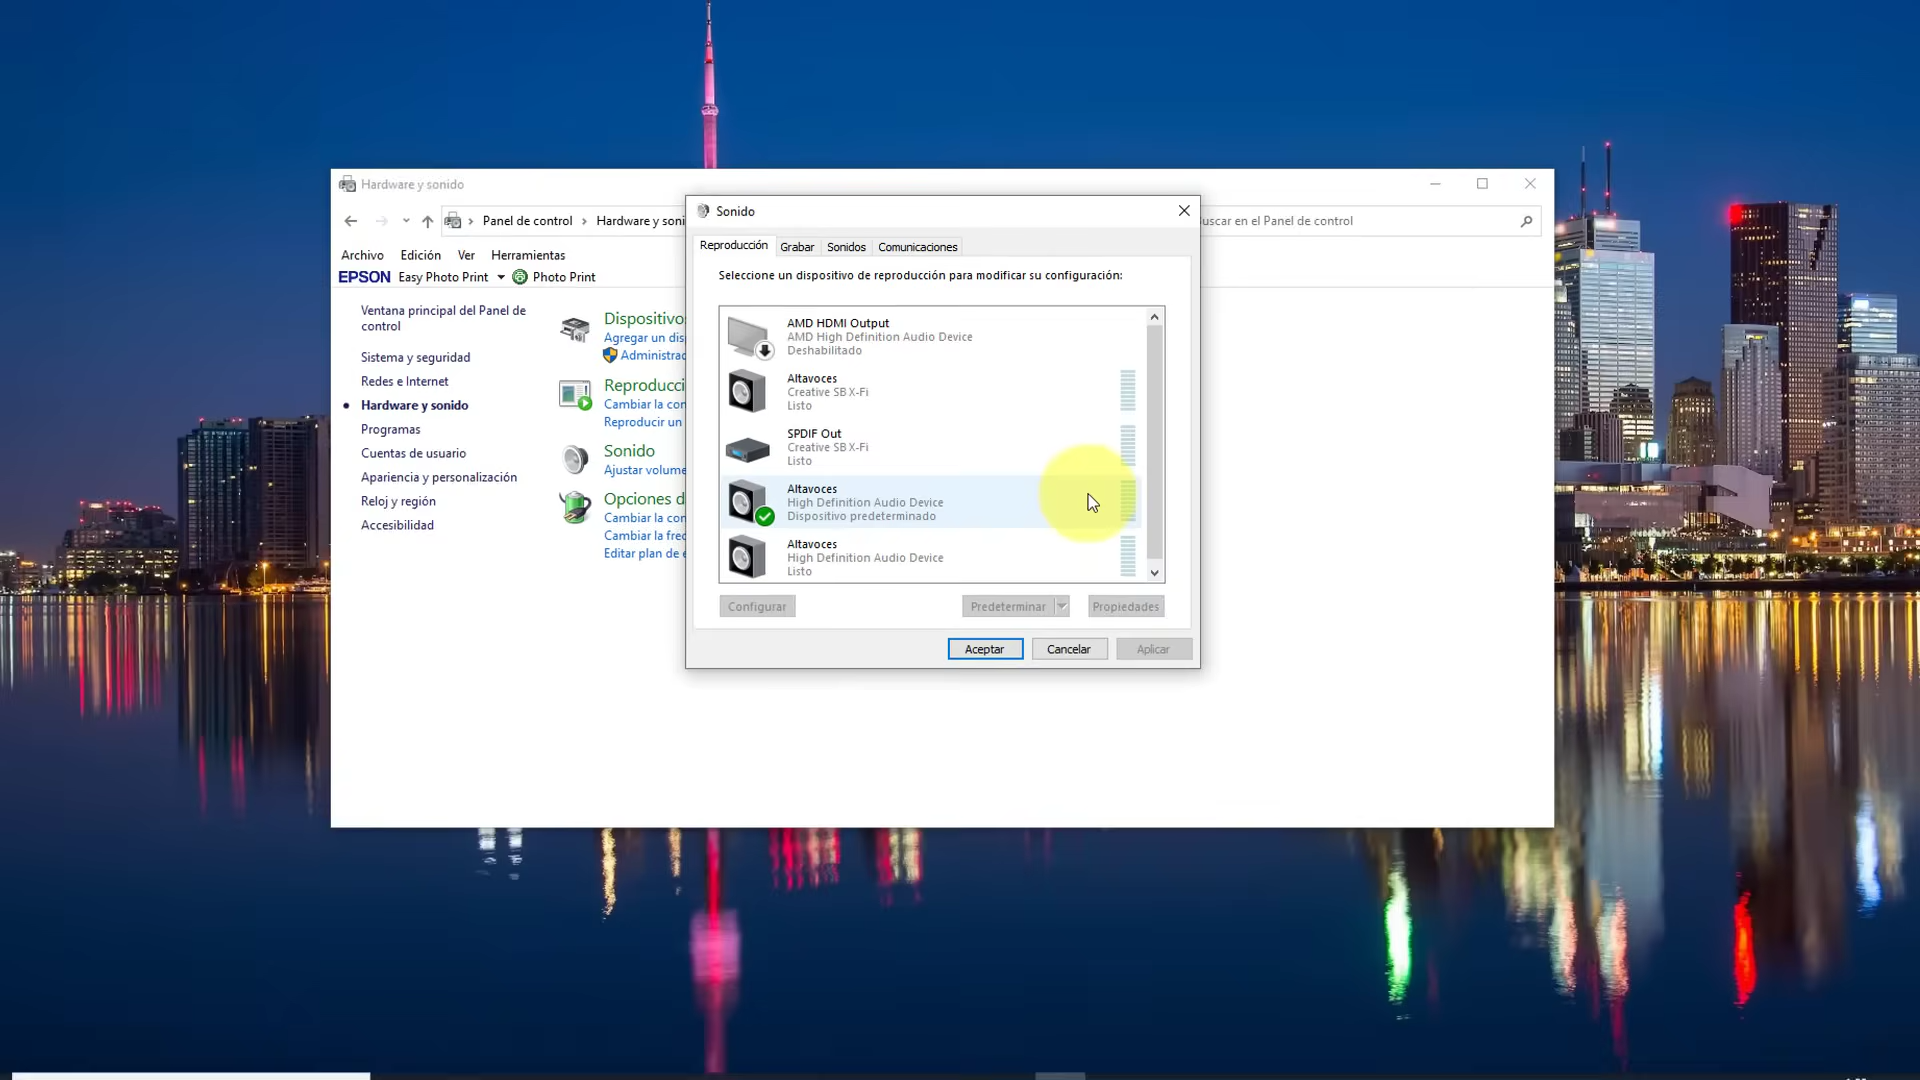 Hardware y sonido
Panel de control > Hardware y soni
uscar en el Panel de control
Archivo Edición Ver Herramientas
EPSON Easy Photo Print Photo Print
Ventana principal del Panel de
control
Sistema y seguridad
Redes e Internet
Hardware y sonido
Programas
Cuentas de usuario
Apariencia y personalización
Reloj y región
Accesibilidad
Dispositivo
Agregar un dis
Administrac
Reproducci
Cambiar la con
Reproducir un
Sonido
Ajustar volume
Opciones d
Cambiar la con
Cambiar la frec
Editar plan de e
Sonido
Reproducción Grabar Sonidos Comunicaciones
Seleccione un dispositivo de reproducción para modificar su configuración:
AMD HDMI Output
AMD High Definition Audio Device
Deshabilitado
Altavoces
Creative SB X-Fi
Listo
SPDIF Out
Creative SB X-Fi
Listo
Altavoces
High Definition Audio Device
Dispositivo predeterminado
Altavoces
High Definition Audio Device
Listo
Configurar Predeterminar Propiedades
Aceptar Cancelar Aplicar